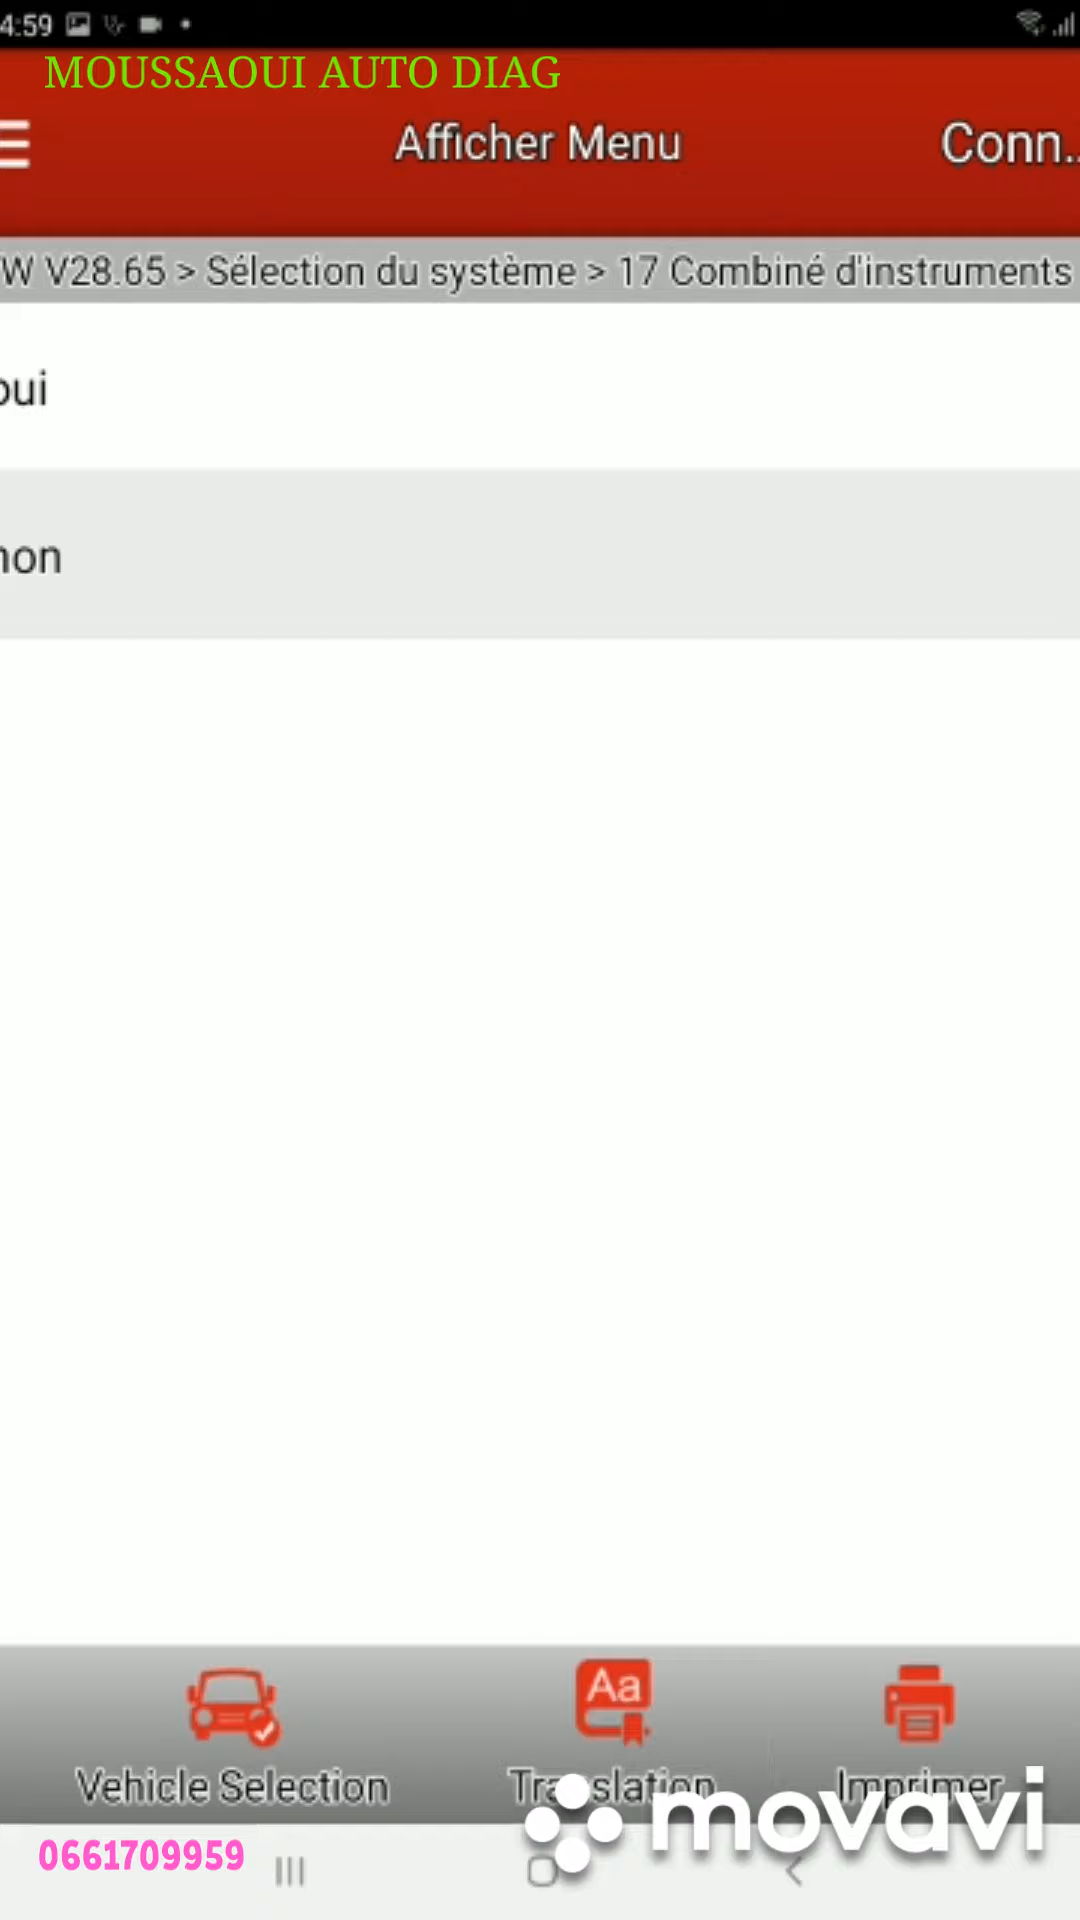 4:59
MOUSSAOUI AUTO DIAG
Afficher Menu
Conn..
W V28.65 > Sélection du système > 17 Combiné d'instruments
oui
non
Aa
Vehicle Selection
Translation
Imprimer
movavi
0661709959